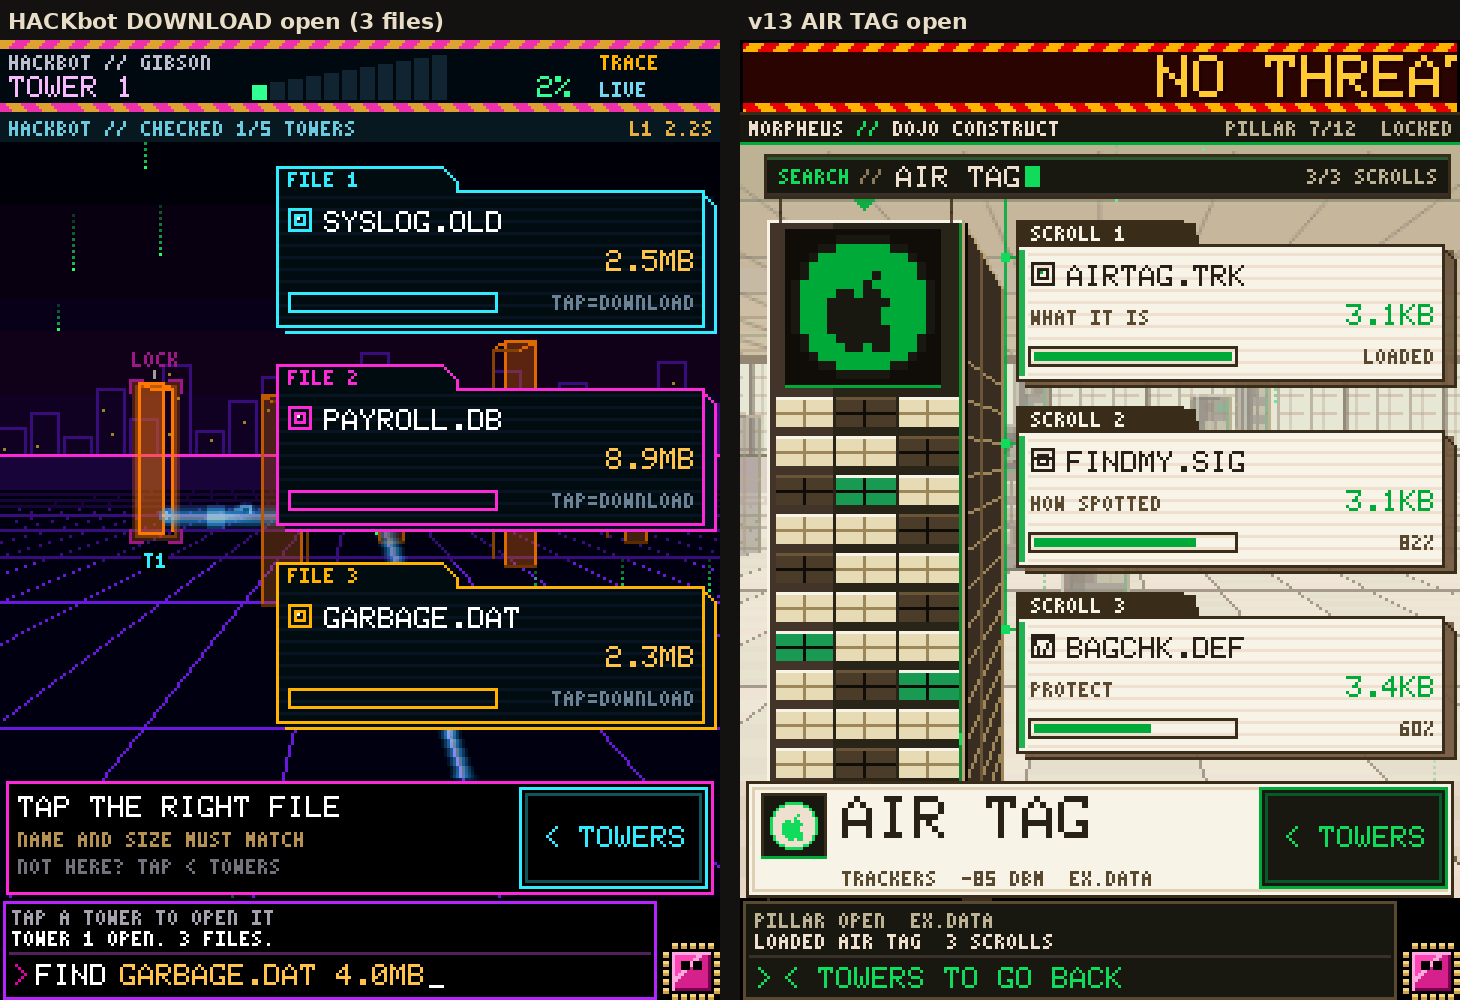 HACKbot DOWNLOAD open (3 files)
HACKBOT // GIBSON
TOWER 1
2%
TRACE
LIVE
HACKBOT // CHECKED 1/5 TOWERS
L1 2.2S
FILE 1
SYSLOG.OLD
2.5MB
TAP=DOWNLOAD
LOCK
T1
FILE 2
PAYROLL.DB
8.9MB
TAP=DOWNLOAD
FILE 3
GARBAGE.DAT
2.3MB
TAP=DOWNLOAD
TAP THE RIGHT FILE
NAME AND SIZE MUST MATCH
NOT HERE? TAP < TOWERS
< TOWERS
TAP A TOWER TO OPEN IT
TOWER 1 OPEN. 3 FILES.
>FIND GARBAGE.DAT 4.0MB_
v13 AIR TAG open
NO THREAT
MORPHEUS // DOJO CONSTRUCT
PILLAR 7/12 LOCKED
SEARCH // AIR TAG
3/3 SCROLLS
SCROLL 1
AIRTAG.TRK
WHAT IT IS
3.1KB
LOADED
SCROLL 2
FINDMY.SIG
HOW SPOTTED
3.1KB
82%
SCROLL 3
BAGCHK.DEF
PROTECT
3.4KB
60%
AIR TAG
TRACKERS -85 DBM EX.DATA
< TOWERS
PILLAR OPEN EX.DATA
LOADED AIR TAG 3 SCROLLS
> < TOWERS TO GO BACK